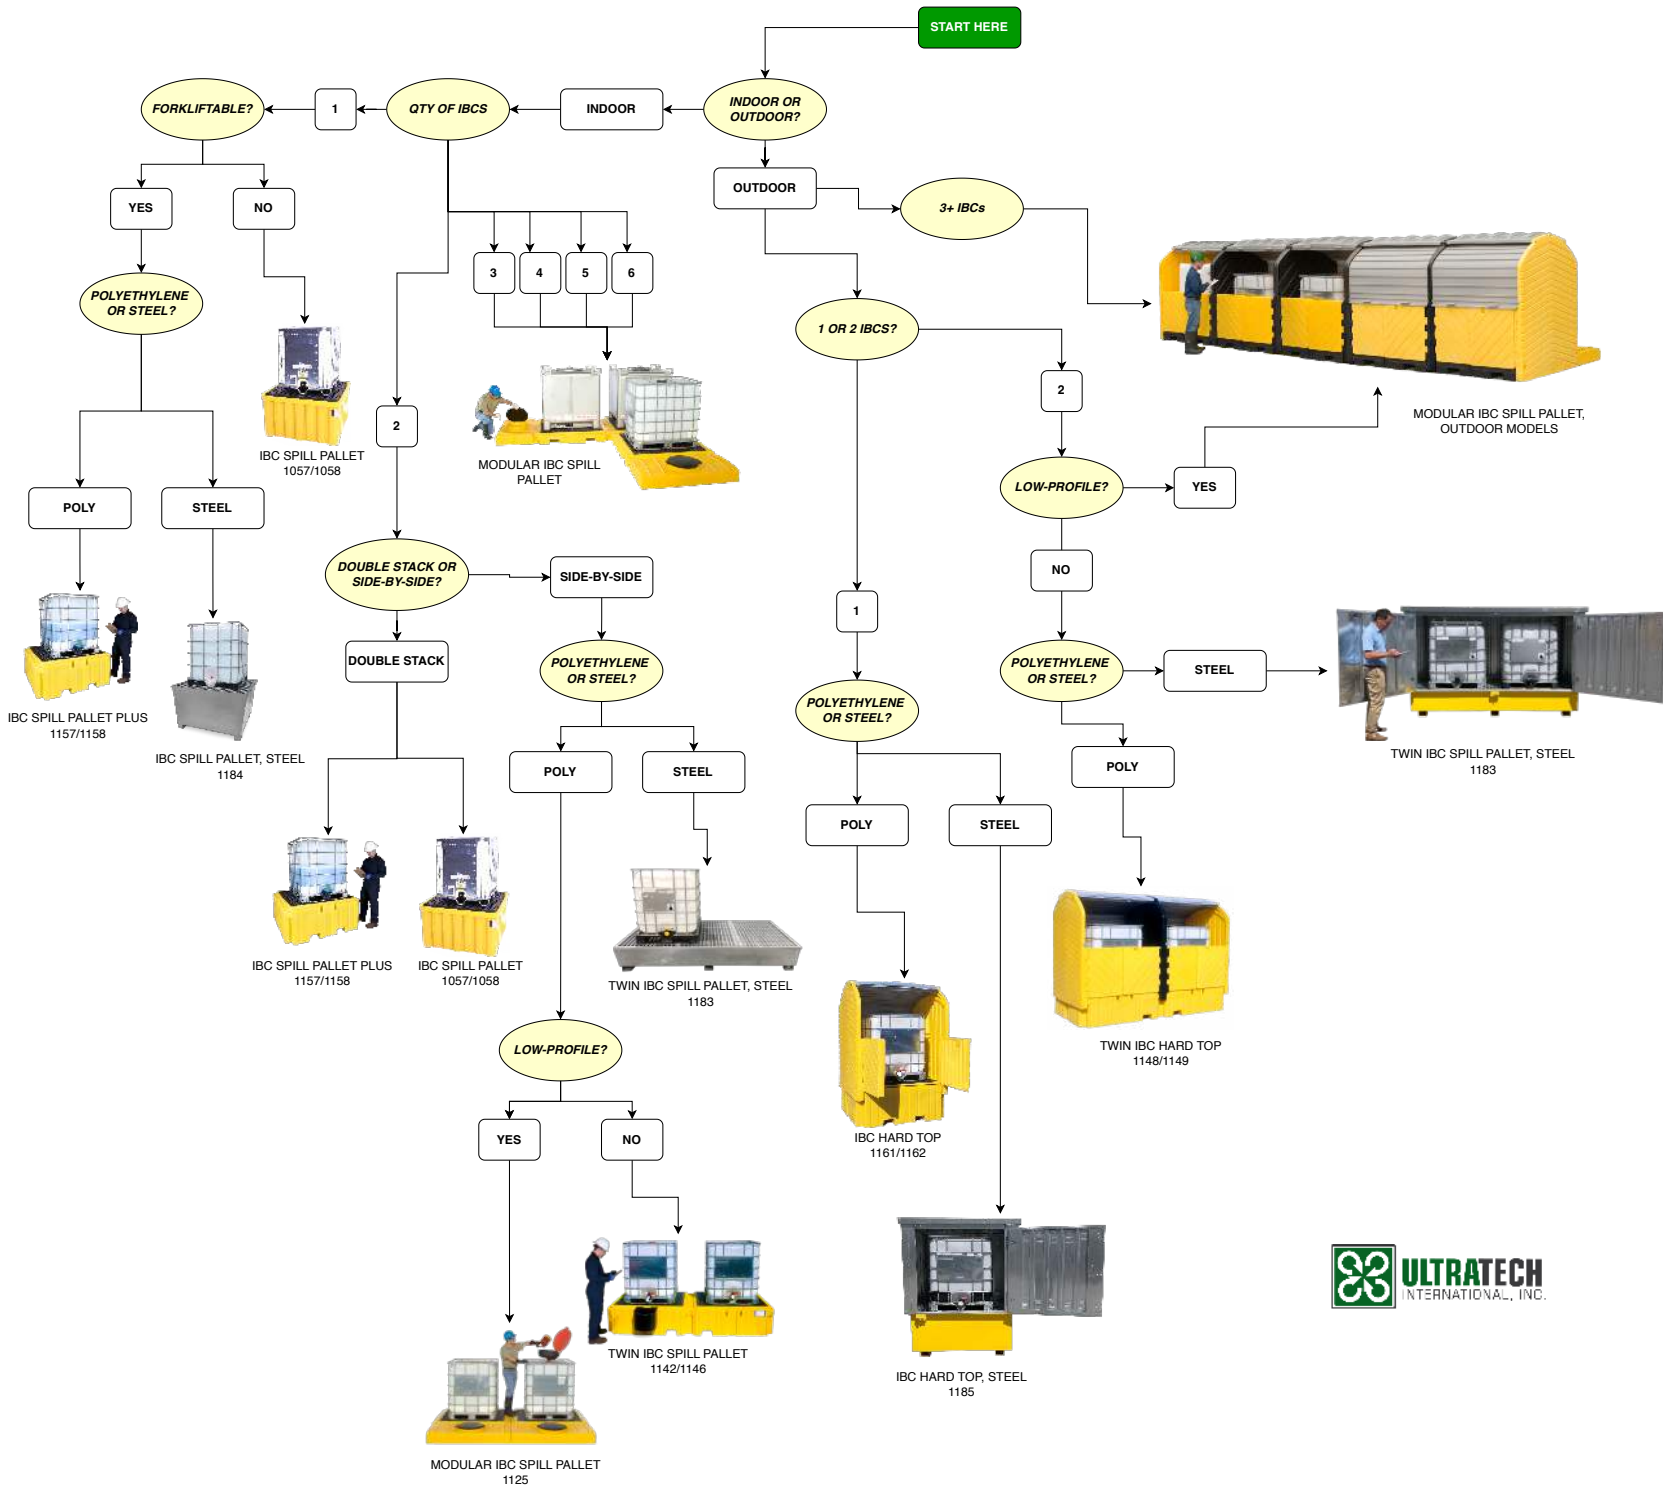 START HERE
FORKLIFTABLE?
1
QTY OF IBCS
INDOOR
INDOOR OR
OUTDOOR?
YES
NO
OUTDOOR
3+ IBCs
3
4
5
6
POLYETHYLENE
OR STEEL?
1 OR 2 IBCS?
2
2
IBC SPILL PALLET
1057/1058
MODULAR IBC SPILL
PALLET
MODULAR IBC SPILL PALLET,
OUTDOOR MODELS
POLY
STEEL
LOW-PROFILE?
YES
DOUBLE STACK OR
SIDE-BY-SIDE?
SIDE-BY-SIDE
NO
1
DOUBLE STACK
POLYETHYLENE
OR STEEL?
POLYETHYLENE
OR STEEL?
STEEL
IBC SPILL PALLET PLUS
1157/1158
IBC SPILL PALLET, STEEL
1184
POLYETHYLENE
OR STEEL?
TWIN IBC SPILL PALLET, STEEL
1183
POLY
STEEL
POLY
POLY
STEEL
IBC SPILL PALLET PLUS
1157/1158
IBC SPILL PALLET
1057/1058
TWIN IBC SPILL PALLET, STEEL
1183
LOW-PROFILE?
TWIN IBC HARD TOP
1148/1149
YES
NO
IBC HARD TOP
1161/1162
TWIN IBC SPILL PALLET
1142/1146
IBC HARD TOP, STEEL
1185
MODULAR IBC SPILL PALLET
1125
ULTRATECH
INTERNATIONAL, INC.